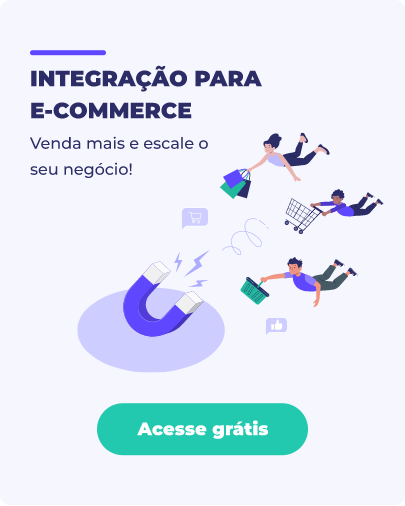 INTEGRAÇÃO PARA
E-COMMERCE
Venda mais e escale o
seu negócio!
Acesse grátis